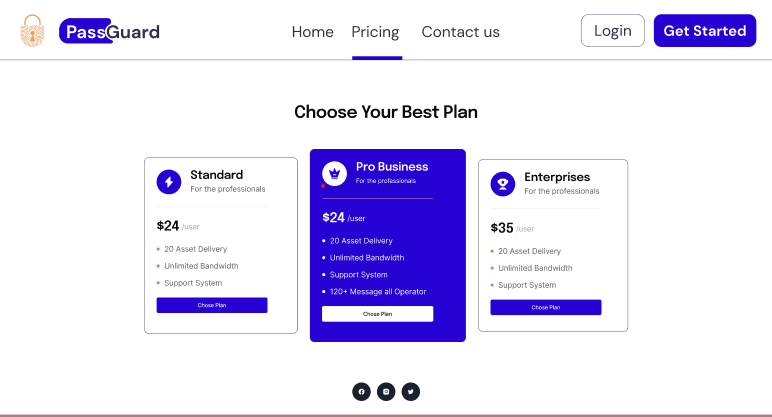 PassGuard
Home Pricing Contact us
Login Get Started
Choose Your Best Plan
Standard
For the professionals
$24 /user
20 Asset Delivery
Unlimited Bandwidth
Support System
Chose Plan
Pro Business
For the professionals
$24 /user
20 Asset Delivery
Unlimited Bandwidth
Support System
120+ Message all Operator
Chose Plan
Enterprises
For the professionals
$35 /user
20 Asset Delivery
Unlimited Bandwidth
Support System
Chose Plan